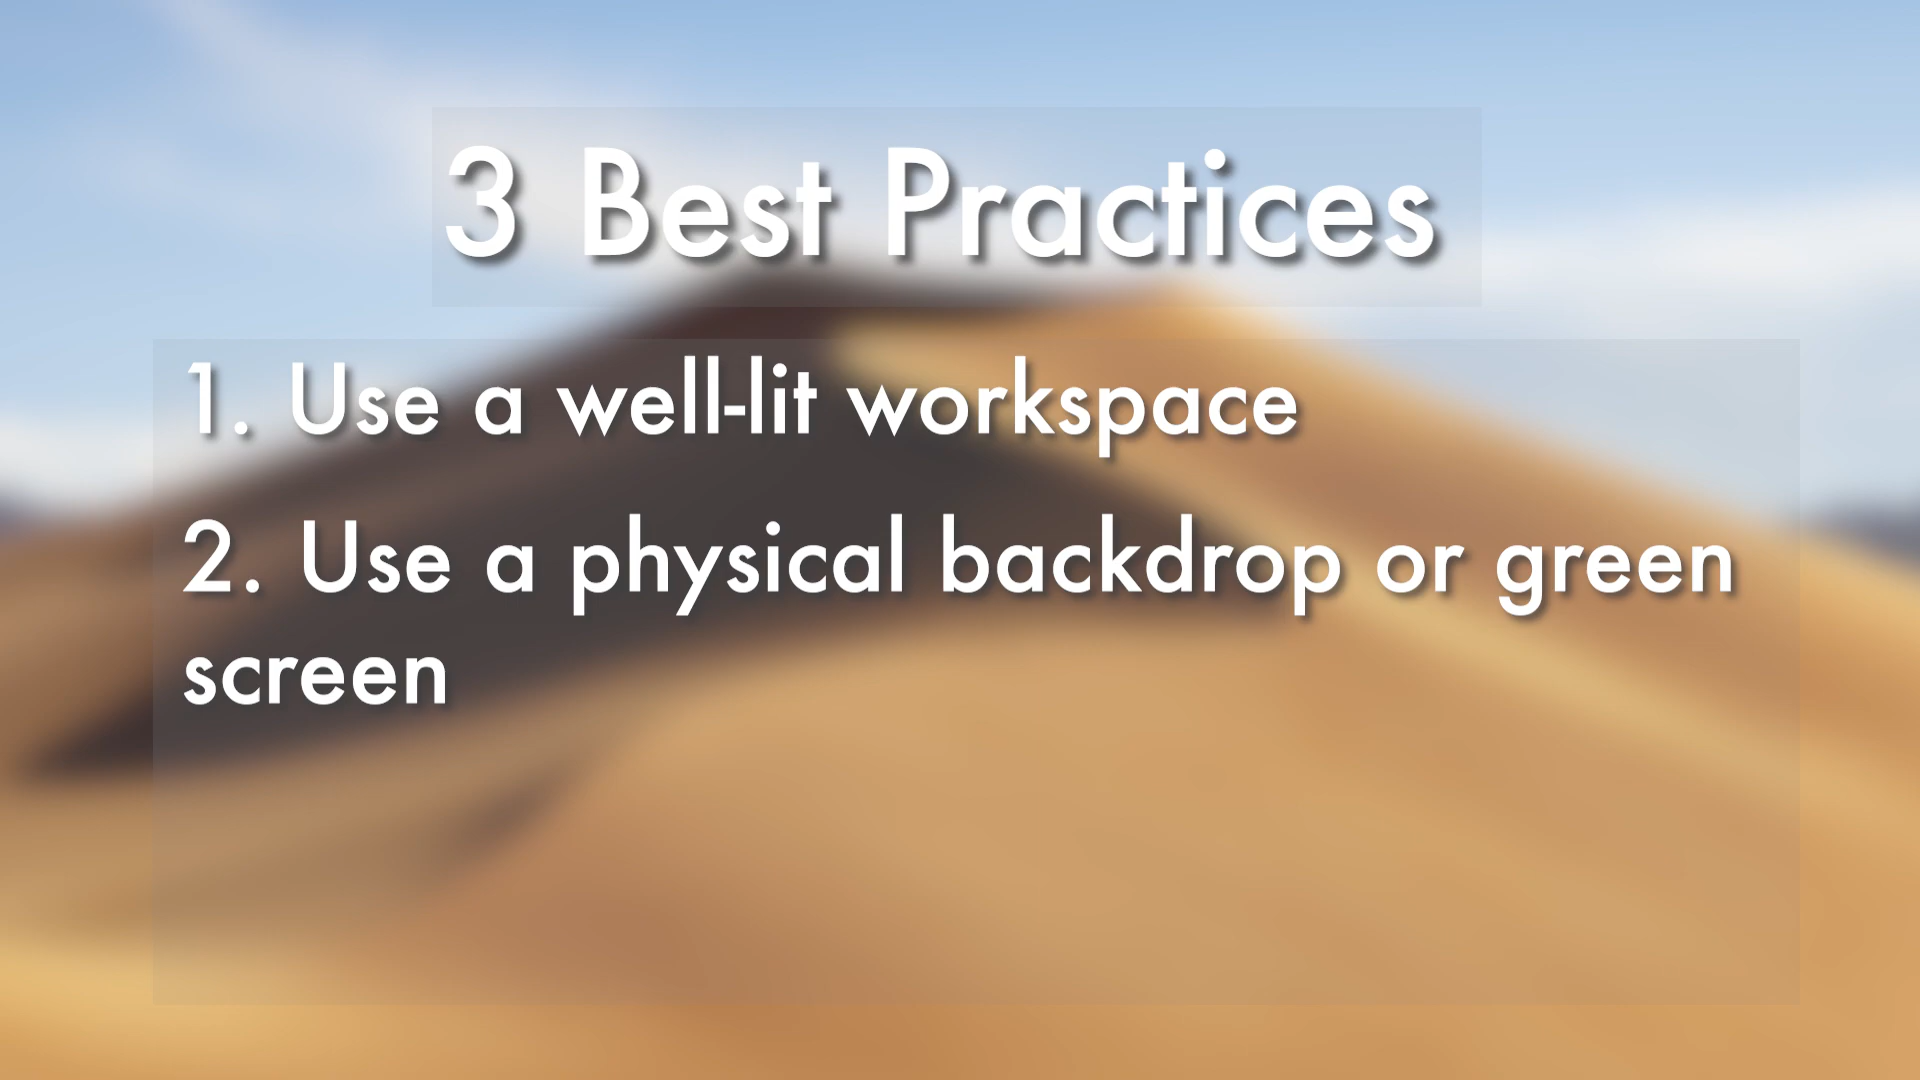 3 Best Practices
1. Use a well-lit workspace
2. Use a physical backdrop or green
screen